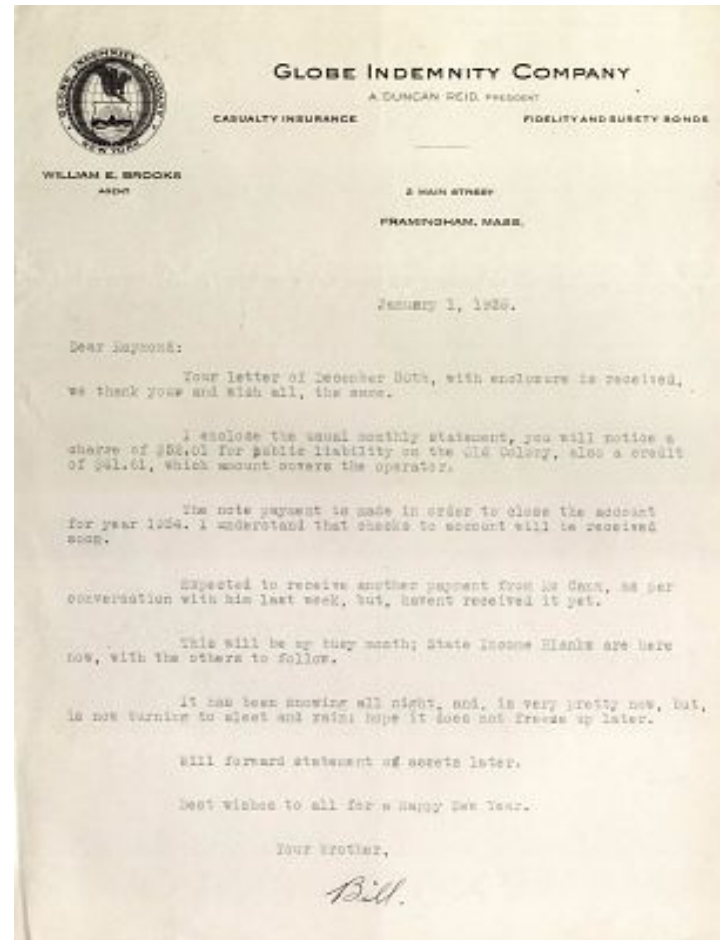 GLOBE INDEMNITY COMPANY
NEW YORK
GLOBE INDEMNITY COMPANY
A. DUNCAN REID, PRESIDENT
CASUALTY INSURANCE FIDELITY AND SURETY BONDS
WILLIAM E. BROOKS
AGENT
2 MAIN STREET
FRAMINGHAM, MASS.
January 1, 
Dear Raymond:
Your letter of December 30th, with enclosure is received,
we thank you and wish all, the same.
I enclose the usual monthly statement, you will notice a
charge of for public liability on the Old Colony, also a credit
of which amount covers the operator.
The note payment is made in order to close the account
for year 1934. I understand that checks to account will be received
soon.
Expected to receive another payment from as per
conversation with him last week, but, havent received it yet.
This will be my busy month; State Income Blanks are here
now, with the others to follow.
It has been snowing all night, and, is very pretty now, but,
is now turning to sleet and rain; hope it does not freeze up later.
Will forward statement of assets later.
Best wishes to all for a Happy New Year.
Your Brother,
Bill.